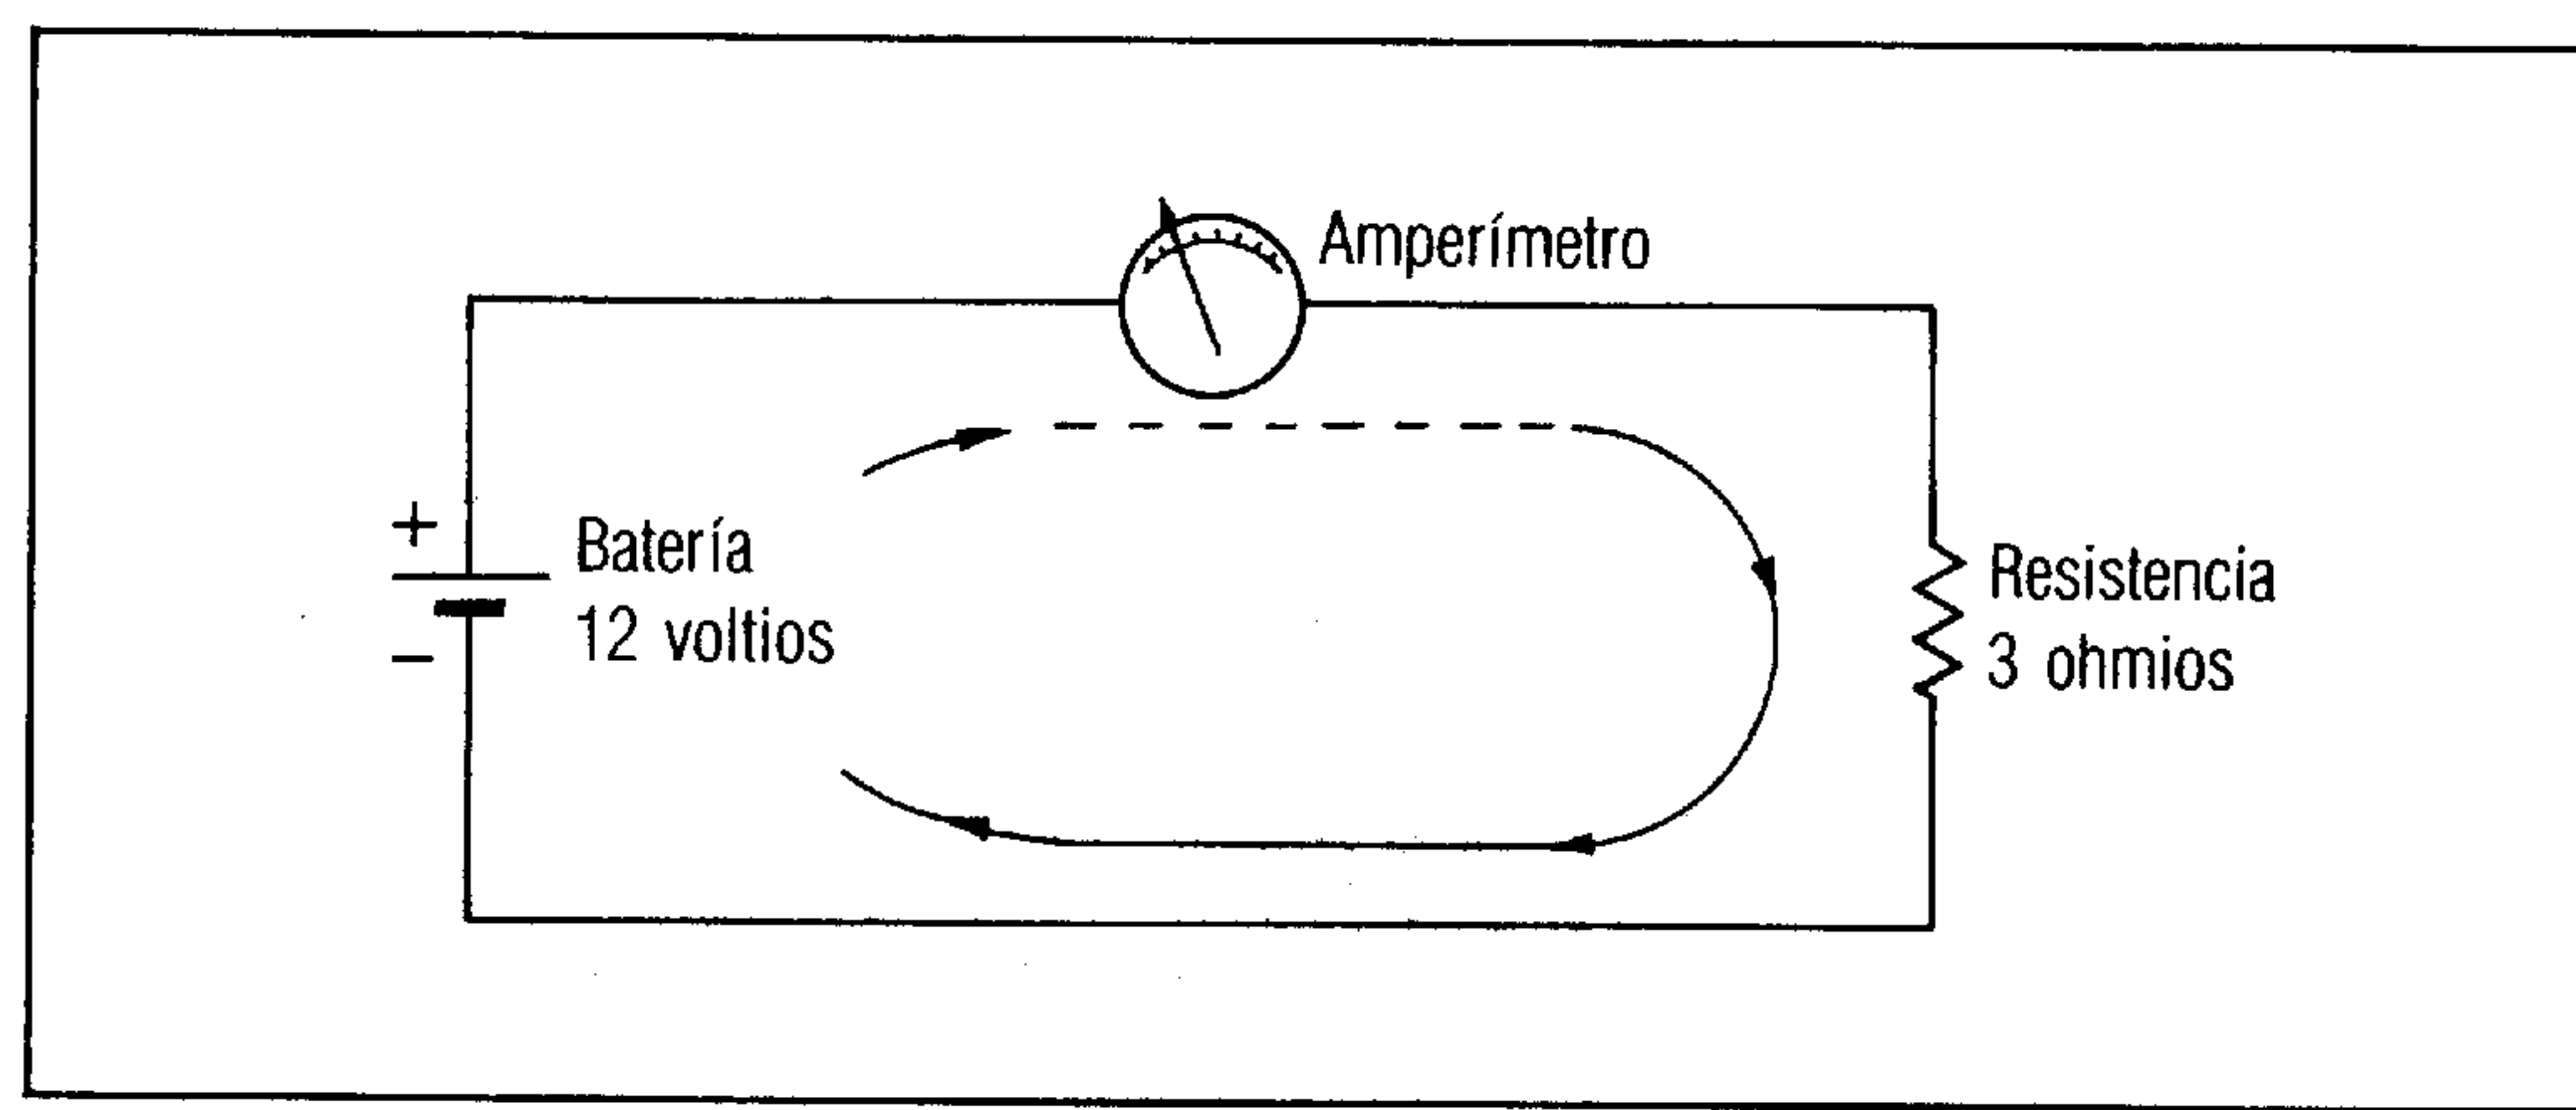 Amperímetro
+
Batería
12 voltios
−
Resistencia
3 ohmios